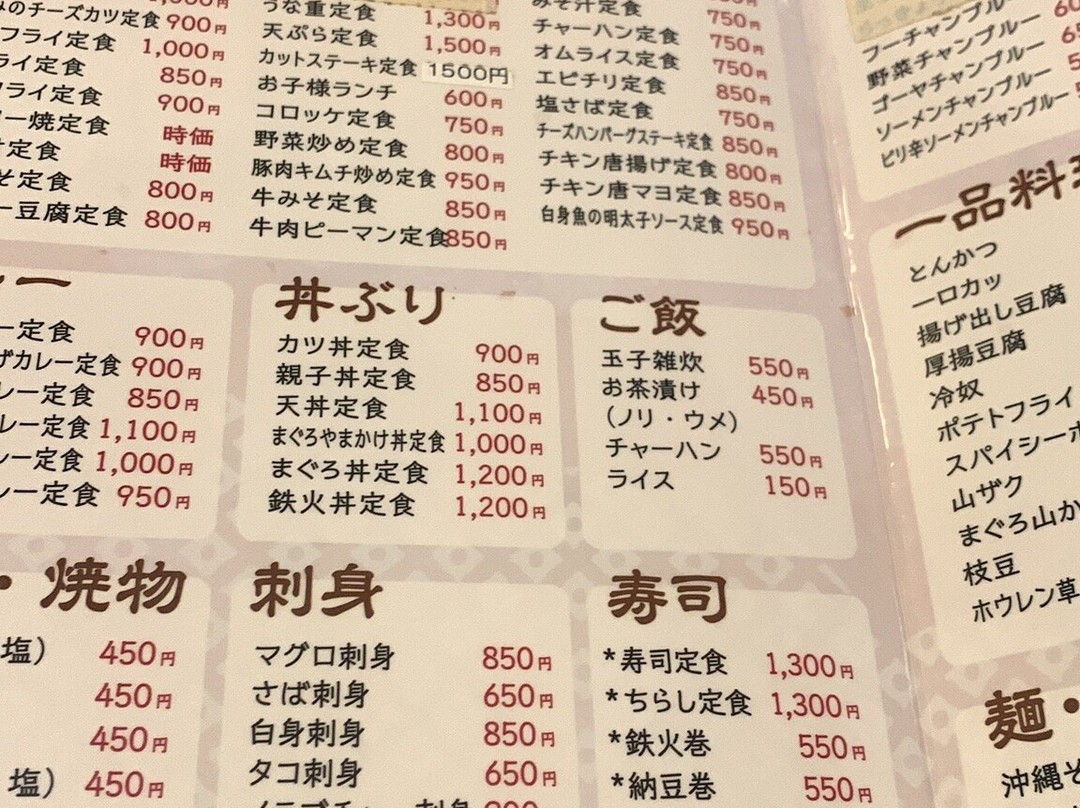 のチーズカツ定食 900円
フライ定食 1,000円
ライ定食 850円
フライ定食 900円
ー焼定食 時価
定食 時価
そ定食 800円
ー豆腐定食 800円
うな重定食 1,300円
天ぷら定食 1,500円
カットステーキ定食 1500円
お子様ランチ 600円
コロッケ定食 750円
野菜炒め定食 800円
豚肉キムチ炒め定食 950円
牛みそ定食 850円
牛肉ピーマン定食 850円
みそ汁定食 750円
チャーハン定食 750円
オムライス定食 750円
エビチリ定食 850円
塩さば定食 750円
チーズハンバーグステーキ定食 850円
チキン唐揚げ定食 800円
チキン唐マヨ定食 850円
白身魚の明太子ソース定食 950円
フーチャンプルー
野菜チャンプルー
ゴーヤチャンプルー
ソーメンチャンプルー
ピリ辛ソーメンチャンプルー
ー定食 900円
げカレー定食 900円
レー定食 850円
レー定食 1,100円
レー定食 1,000円
レー定食 950円
丼ぶり
カツ丼定食 900円
親子丼定食 850円
天丼定食 1,100円
まぐろやまかけ丼定食 1,000円
まぐろ丼定食 1,200円
鉄火丼定食 1,200円
ご飯
玉子雑炊 550円
お茶漬け 450円
(ノリ・ウメ)
チャーハン 550円
ライス 150円
一品料理
とんかつ
一口カツ
揚げ出し豆腐
厚揚豆腐
冷奴
ポテトフライ
スパイシーポ
山ザク
まぐろ山か
枝豆
ホウレン草
・焼物
塩) 450円
450円
450円
塩) 450円
刺身
マグロ刺身 850円
さば刺身 650円
白身刺身 850円
タコ刺身 650円
寿司
*寿司定食 1,300円
*ちらし定食 1,300円
*鉄火巻 550円
*納豆巻 550円
麺・
沖縄そ